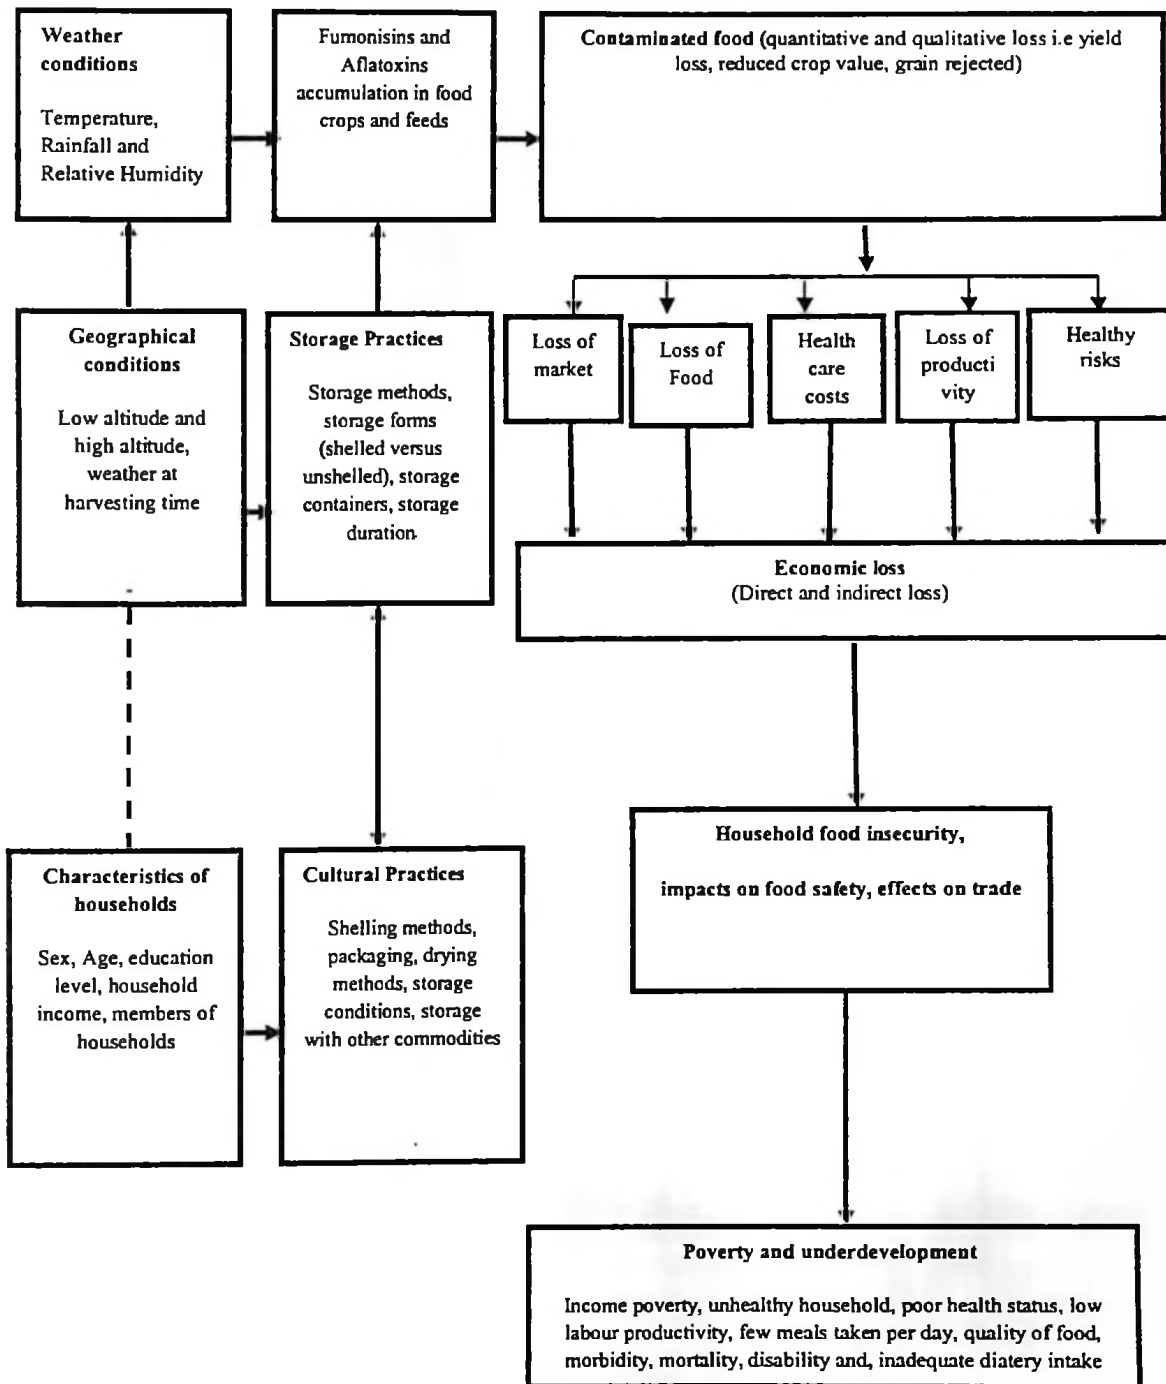 Weather
conditions
Temperature,
Rainfall and
Relative Humidity
Fumonisins and
Aflatoxins
accumulation in food
crops and feeds
Contaminated food (quantitative and qualitative loss i.e yield
loss, reduced crop value, grain rejected)
Geographical
conditions
Low altitude and
high altitude,
weather at
harvesting time
Storage Practices
Storage methods,
storage forms
(shelled versus
unshelled), storage
containers, storage
duration
Loss of
market
Loss of
Food
Health
care
costs
Loss of
producti
vity
Healthy
risks
Economic loss
(Direct and indirect loss)
Household food insecurity,
impacts on food safety, effects on trade
Characteristics of
households
Sex, Age, education
level, household
income, members of
households
Cultural Practices
Shelling methods,
packaging, drying
methods, storage
conditions, storage
with other commodities
Poverty and underdevelopment
Income poverty, unhealthy household, poor health status, low
labour productivity, few meals taken per day, quality of food,
morbidity, mortality, disability and, inadequate diatery intake